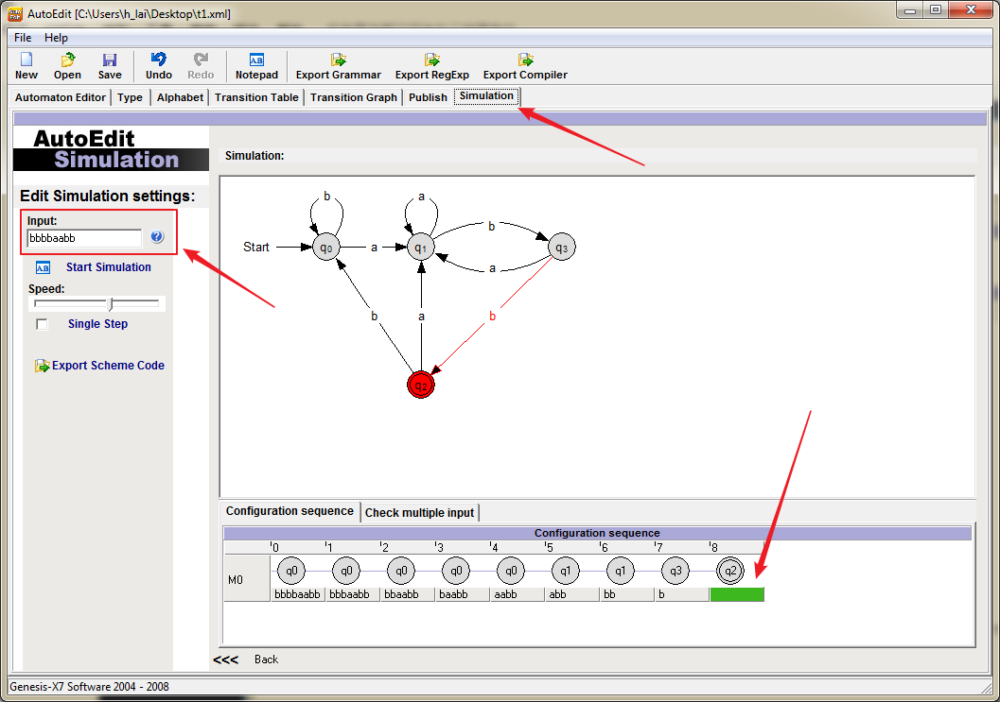 AutoEdit [C:\Users\h_lai\Desktop\t1.xml]
File Help
New Open Save Undo Redo Notepad Export Grammar Export RegExp Export Compiler
Automaton Editor Type Alphabet Transition Table Transition Graph Publish Simulation
AutoEdit
Simulation
Edit Simulation settings:
Input:
bbbbaabb
Start Simulation
Speed:
Single Step
Export Scheme Code
Simulation:
b a
b
Start q0 a q1 q3
a
b a b
q2
Configuration sequence Check multiple input
Configuration sequence
'0 '1 '2 '3 '4 '5 '6 '7 '8
M0 q0 q0 q0 q0 q0 q1 q1 q3 q2
bbbbaabb bbbaabb bbaabb baabb aabb abb bb b
<<< Back
Genesis-X7 Software 2004 - 2008